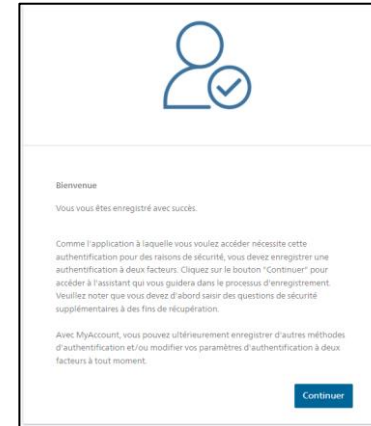 Bienvenue
Vous vous êtes enregistré avec succès.
Comme l'application à laquelle vous voulez accéder nécessite cette
authentification pour des raisons de sécurité, vous devez enregistrer une
authentification à deux facteurs. Cliquez sur le bouton "Continuer" pour
accéder à l'assistant qui vous guidera dans le processus d'enregistrement.
Veuillez noter que vous devez d'abord saisir des questions de sécurité
supplémentaires à des fins de récupération.
Avec MyAccount, vous pouvez ultérieurement enregistrer d'autres méthodes
d'authentification et/ou modifier vos paramètres d'authentification à deux
facteurs à tout moment.
Continuer